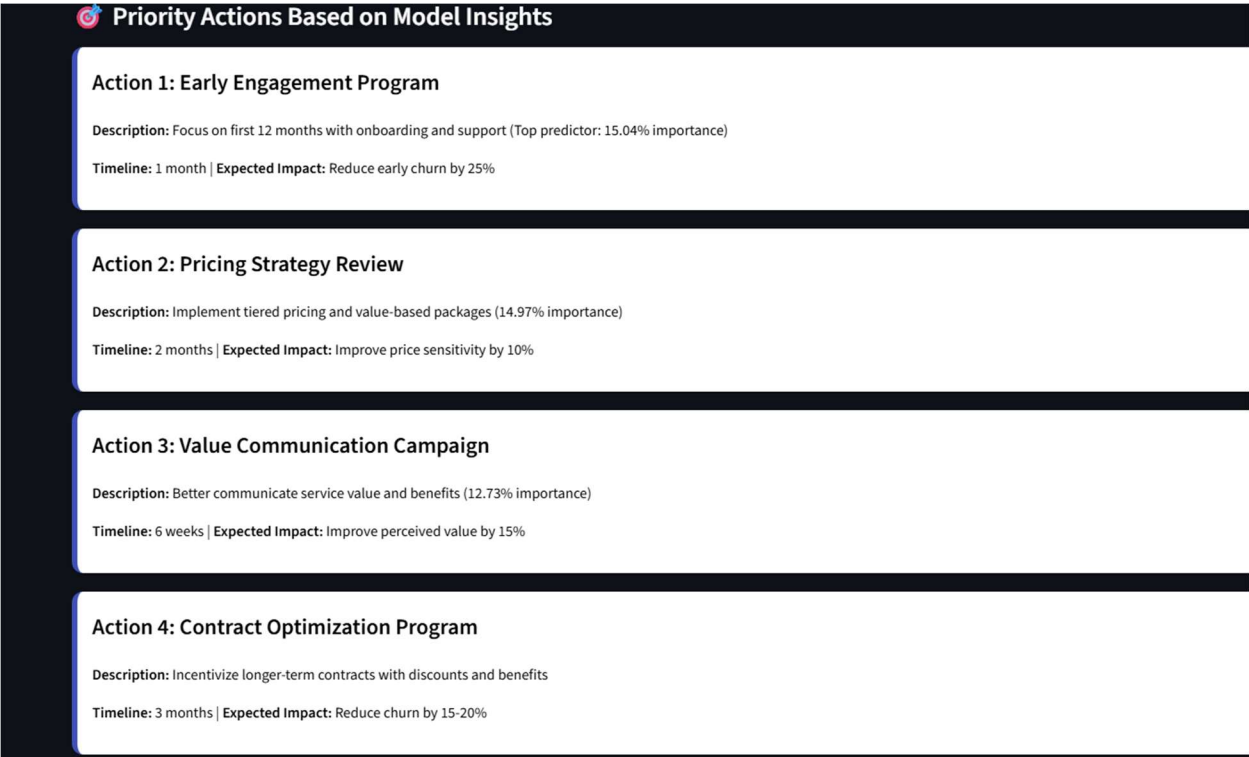 🎯 Priority Actions Based on Model Insights
Action 1: Early Engagement Program
Description: Focus on first 12 months with onboarding and support (Top predictor: 15.04% importance)
Timeline: 1 month | Expected Impact: Reduce early churn by 25%
Action 2: Pricing Strategy Review
Description: Implement tiered pricing and value-based packages (14.97% importance)
Timeline: 2 months | Expected Impact: Improve price sensitivity by 10%
Action 3: Value Communication Campaign
Description: Better communicate service value and benefits (12.73% importance)
Timeline: 6 weeks | Expected Impact: Improve perceived value by 15%
Action 4: Contract Optimization Program
Description: Incentivize longer-term contracts with discounts and benefits
Timeline: 3 months | Expected Impact: Reduce churn by 15-20%